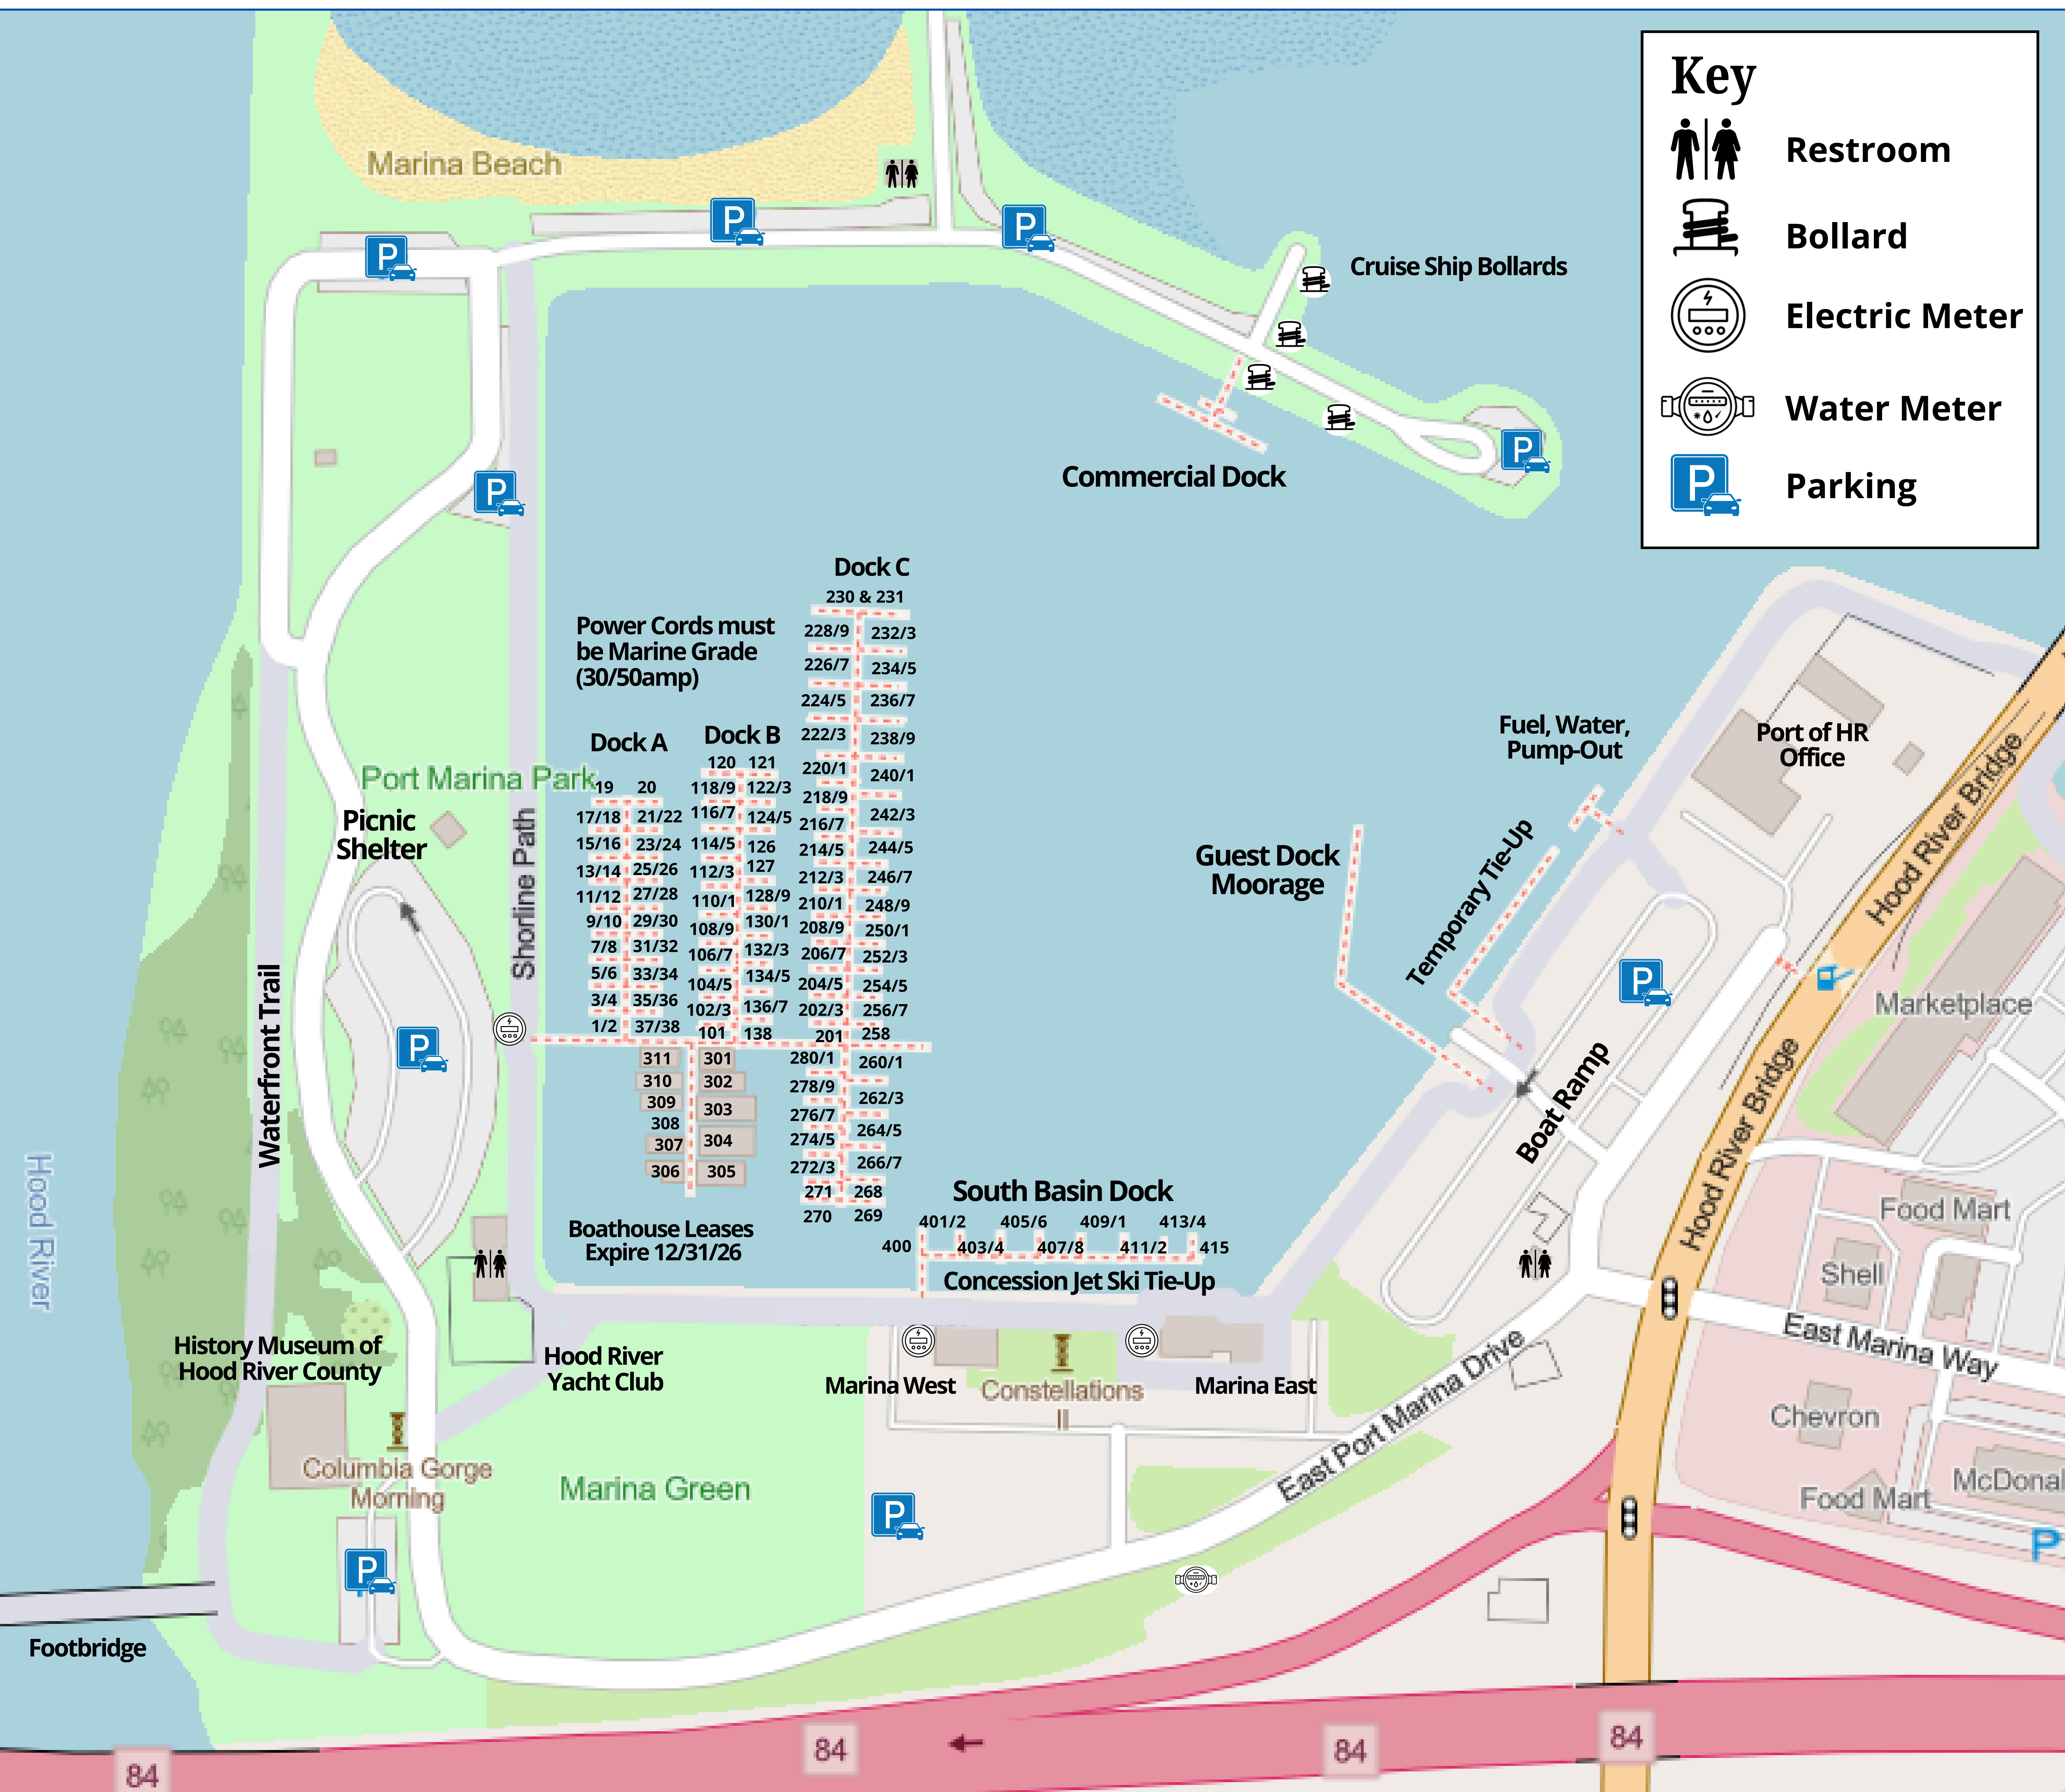 Key
Restroom
Bollard
Electric Meter
Water Meter
Parking
Marina Beach
Cruise Ship Bollards
Commercial Dock
Dock C
230 & 231
228/9 232/3
226/7 234/5
224/5 236/7
222/3 238/9
220/1 240/1
218/9 242/3
216/7 244/5
214/5 246/7
212/3 248/9
210/1 250/1
208/9 252/3
206/7 254/5
204/5 256/7
202/3 258
201
Power Cords must
be Marine Grade
(30/50amp)
Dock A
19 20
17/18 21/22
15/16 23/24
13/14 25/26
11/12 27/28
9/10 29/30
7/8 31/32
5/6 33/34
3/4 35/36
1/2 37/38
Dock B
120 121
118/9 122/3
116/7 124/5
114/5 126
112/3 127
110/1 128/9
108/9 130/1
106/7 132/3
104/5 134/5
102/3 136/7
101 138
280/1 260/1
278/9 262/3
276/7 264/5
274/5 266/7
272/3 268
271 269
270
311 301
310 302
309 303
308 304
307 305
306
Boathouse Leases
Expire 12/31/26
South Basin Dock
401/2 405/6 409/1 413/4
400 403/4 407/8 411/2 415
Concession Jet Ski Tie-Up
Port Marina Park
Picnic
Shelter
Shorline Path
Waterfront Trail
Hood River
Guest Dock
Moorage
Temporary Tie-Up
Fuel, Water,
Pump-Out
Port of HR
Office
Boat Ramp
Hood River Bridge
Hood River Bridge
Marketplace
Food Mart
Shell
East Marina Way
Chevron
Food Mart
McDonal
P
History Museum of
Hood River County
Hood River
Yacht Club
Columbia Gorge
Morning
Marina Green
Marina West
Constellations
II
Marina East
East Port Marina Drive
Footbridge
84
84
84
84
P
P
P
P
P
P
P
P
P
P